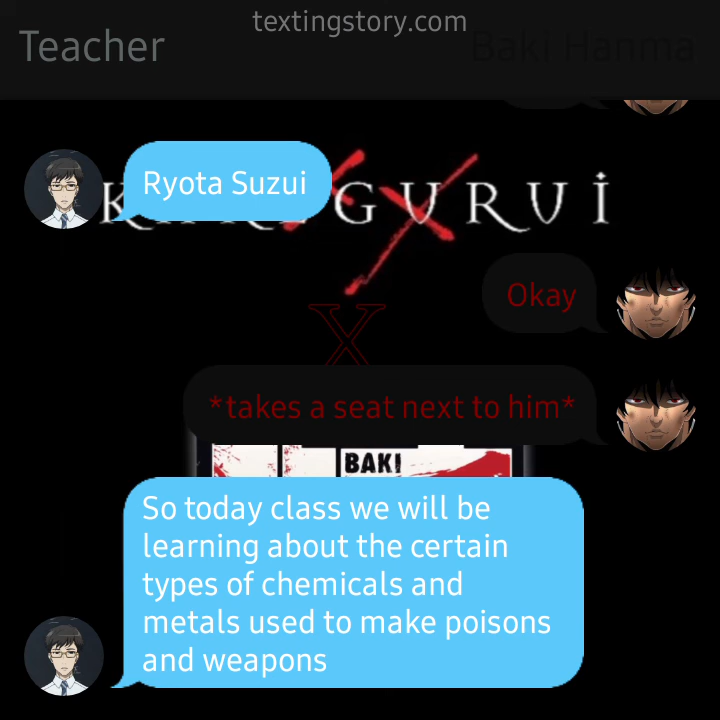 textingstory.com
Teacher
Baki Hanma
Ryota Suzui
KAKEGURUI
Okay
X
*takes a seat next to him*
BAKI
So today class we will be
learning about the certain
types of chemicals and
metals used to make poisons
and weapons